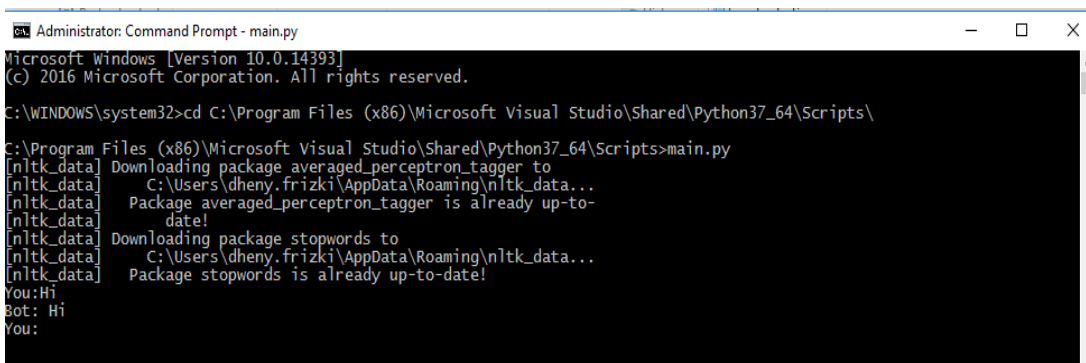 Administrator: Command Prompt - main.py
Microsoft Windows [Version 10.0.14393]
(c) 2016 Microsoft Corporation. All rights reserved.
C:\WINDOWS\system32>cd C:\Program Files (x86)\Microsoft Visual Studio\Shared\Python37_64\Scripts\
C:\Program Files (x86)\Microsoft Visual Studio\Shared\Python37_64\Scripts>main.py
[nltk_data] Downloading package averaged_perceptron_tagger to
[nltk_data]     C:\Users\dheny.frizki\AppData\Roaming\nltk_data...
[nltk_data]   Package averaged_perceptron_tagger is already up-to-
[nltk_data]       date!
[nltk_data] Downloading package stopwords to
[nltk_data]     C:\Users\dheny.frizki\AppData\Roaming\nltk_data...
[nltk_data]   Package stopwords is already up-to-date!
You:Hi
Bot: Hi
You: